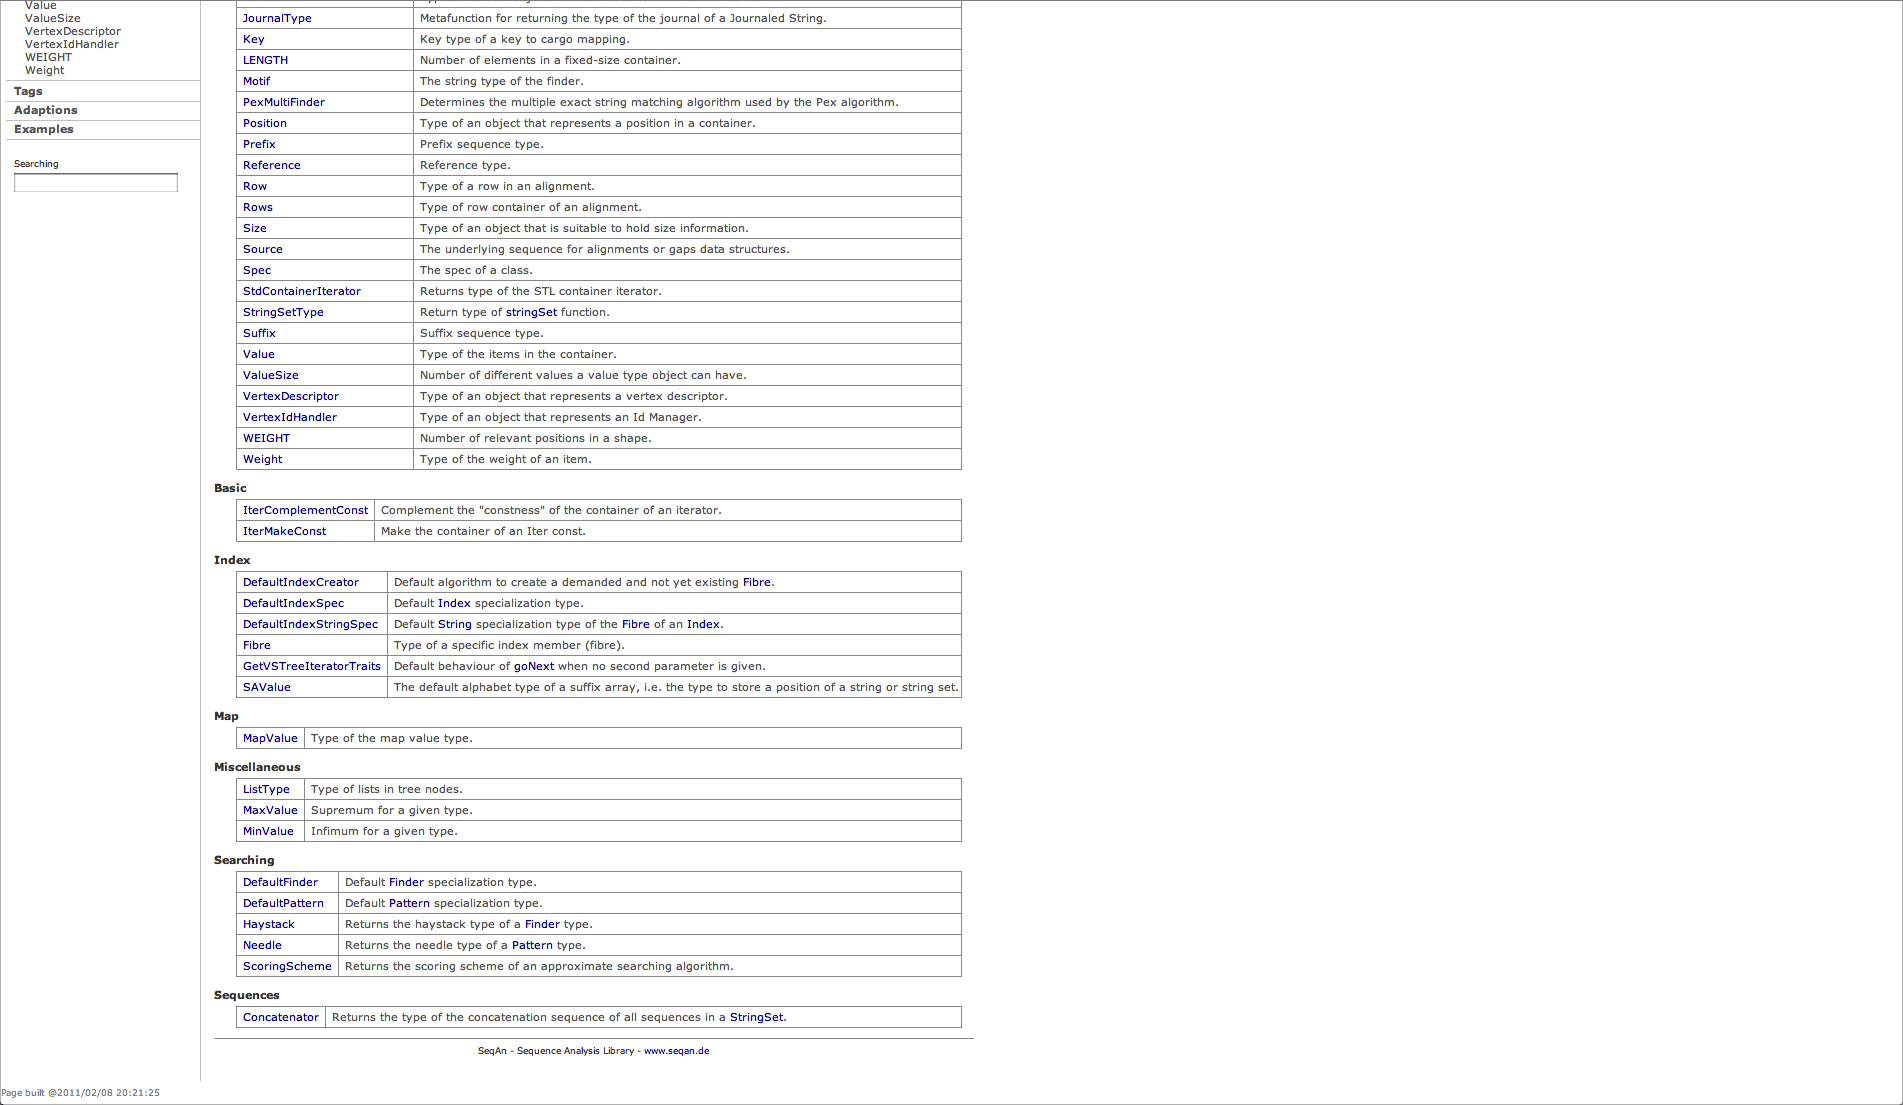 Value
ValueSize
VertexDescriptor
VertexIdHandler
WEIGHT
Weight
Tags
Adaptions
Examples
Searching
JournalType Metafunction for returning the type of the journal of a Journaled String.
Key Key type of a key to cargo mapping.
LENGTH Number of elements in a fixed-size container.
Motif The string type of the finder.
PexMultiFinder Determines the multiple exact string matching algorithm used by the Pex algorithm.
Position Type of an object that represents a position in a container.
Prefix Prefix sequence type.
Reference Reference type.
Row Type of a row in an alignment.
Rows Type of row container of an alignment.
Size Type of an object that is suitable to hold size information.
Source The underlying sequence for alignments or gaps data structures.
Spec The spec of a class.
StdContainerIterator Returns type of the STL container iterator.
StringSetType Return type of stringSet function.
Suffix Suffix sequence type.
Value Type of the items in the container.
ValueSize Number of different values a value type object can have.
VertexDescriptor Type of an object that represents a vertex descriptor.
VertexIdHandler Type of an object that represents an Id Manager.
WEIGHT Number of relevant positions in a shape.
Weight Type of the weight of an item.
Basic
IterComplementConst Complement the "constness" of the container of an iterator.
IterMakeConst Make the container of an Iter const.
Index
DefaultIndexCreator Default algorithm to create a demanded and not yet existing Fibre.
DefaultIndexSpec Default Index specialization type.
DefaultIndexStringSpec Default String specialization type of the Fibre of an Index.
Fibre Type of a specific index member (fibre).
GetVSTreeIteratorTraits Default behaviour of goNext when no second parameter is given.
SAValue The default alphabet type of a suffix array, i.e. the type to store a position of a string or string set.
Map
MapValue Type of the map value type.
Miscellaneous
ListType Type of lists in tree nodes.
MaxValue Supremum for a given type.
MinValue Infimum for a given type.
Searching
DefaultFinder Default Finder specialization type.
DefaultPattern Default Pattern specialization type.
Haystack Returns the haystack type of a Finder type.
Needle Returns the needle type of a Pattern type.
ScoringScheme Returns the scoring scheme of an approximate searching algorithm.
Sequences
Concatenator Returns the type of the concatenation sequence of all sequences in a StringSet.
SeqAn - Sequence Analysis Library - www.seqan.de
Page built @2011/02/08 20:21:25